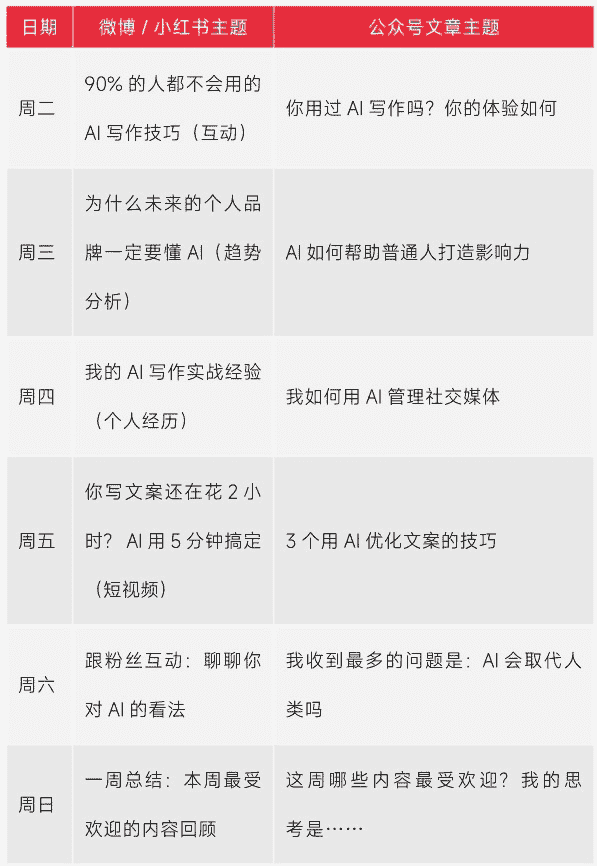 日期 微博 / 小红书主题 公众号文章主题
周二
90% 的人都不会用的
AI 写作技巧（互动）
你用过 AI 写作吗？你的体验如何
周三
为什么未来的个人品
牌一定要懂 AI（趋势
分析）
AI 如何帮助普通人打造影响力
周四
我的 AI 写作实战经验
（个人经历）
我如何用 AI 管理社交媒体
周五
你写文案还在花 2 小
时？ AI 用 5 分钟搞定
（短视频）
3 个用 AI 优化文案的技巧
周六
跟粉丝互动：聊聊你
对 AI 的看法
我收到最多的问题是：AI 会取代人
类吗
周日
一周总结：本周最受
欢迎的内容回顾
这周哪些内容最受欢迎？我的思
考是……